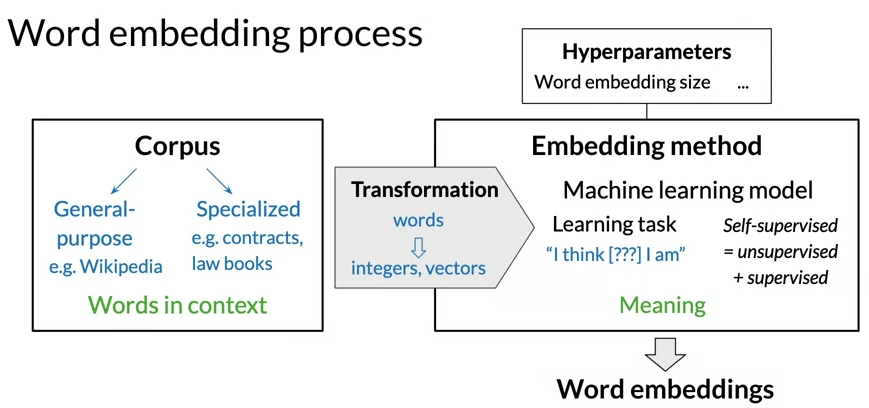 Word embedding process
Hyperparameters
Word embedding size ...
Corpus
General-
purpose
e.g. Wikipedia
Specialized
e.g. contracts,
law books
Words in context
Transformation
words
integers, vectors
Embedding method
Machine learning model
Learning task
“I think [???] I am”
Self-supervised
= unsupervised
+ supervised
Meaning
Word embeddings